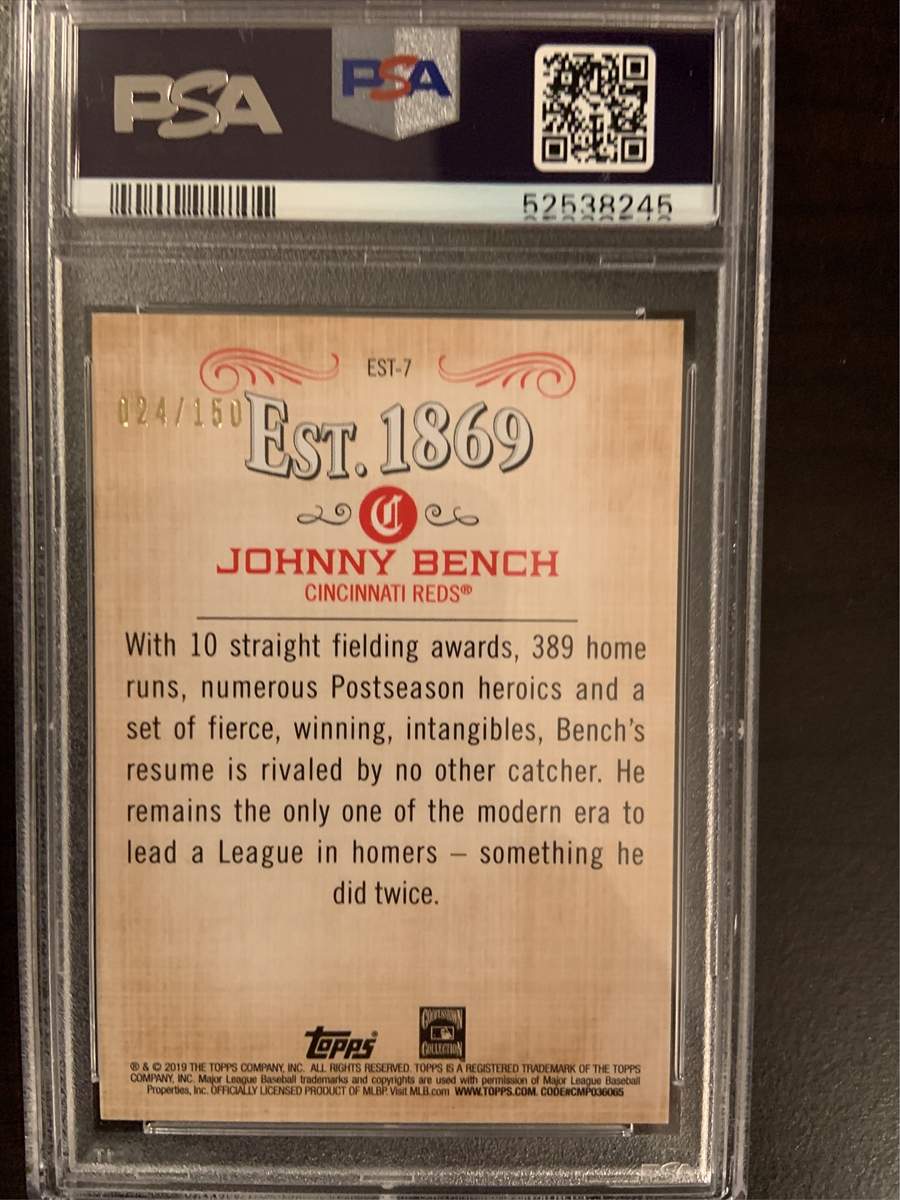 PSA
PSA
52538245
EST-7
024/150
EST. 1869
C
JOHNNY BENCH
CINCINNATI REDS®
With 10 straight fielding awards, 389 home
runs, numerous Postseason heroics and a
set of fierce, winning, intangibles, Bench's
resume is rivaled by no other catcher. He
remains the only one of the modern era to
lead a League in homers – something he
did twice.
topps®
COOPERSTOWN
COLLECTION
® & © 2019 THE TOPPS COMPANY, INC. ALL RIGHTS RESERVED. TOPPS IS A REGISTERED TRADEMARK OF THE TOPPS
COMPANY, INC. Major League Baseball trademarks and copyrights are used with permission of Major League Baseball
Properties, Inc. OFFICIALLY LICENSED PRODUCT OF MLBP. Visit MLB.com WWW.TOPPS.COM. CODE#CMP036065